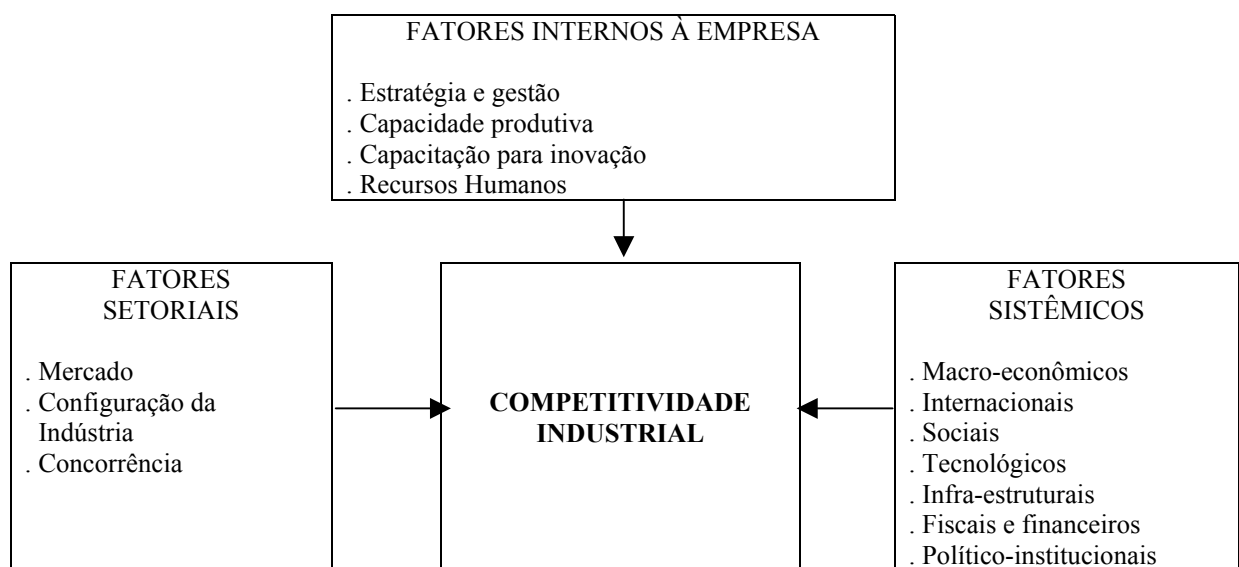 FATORES INTERNOS À EMPRESA
. Estratégia e gestão
. Capacidade produtiva
. Capacitação para inovação
. Recursos Humanos
FATORES
SETORIAIS
. Mercado
. Configuração da
Indústria
. Concorrência
COMPETITIVIDADE
INDUSTRIAL
FATORES
SISTÊMICOS
. Macro-econômicos
. Internacionais
. Sociais
. Tecnológicos
. Infra-estruturais
. Fiscais e financeiros
. Político-institucionais